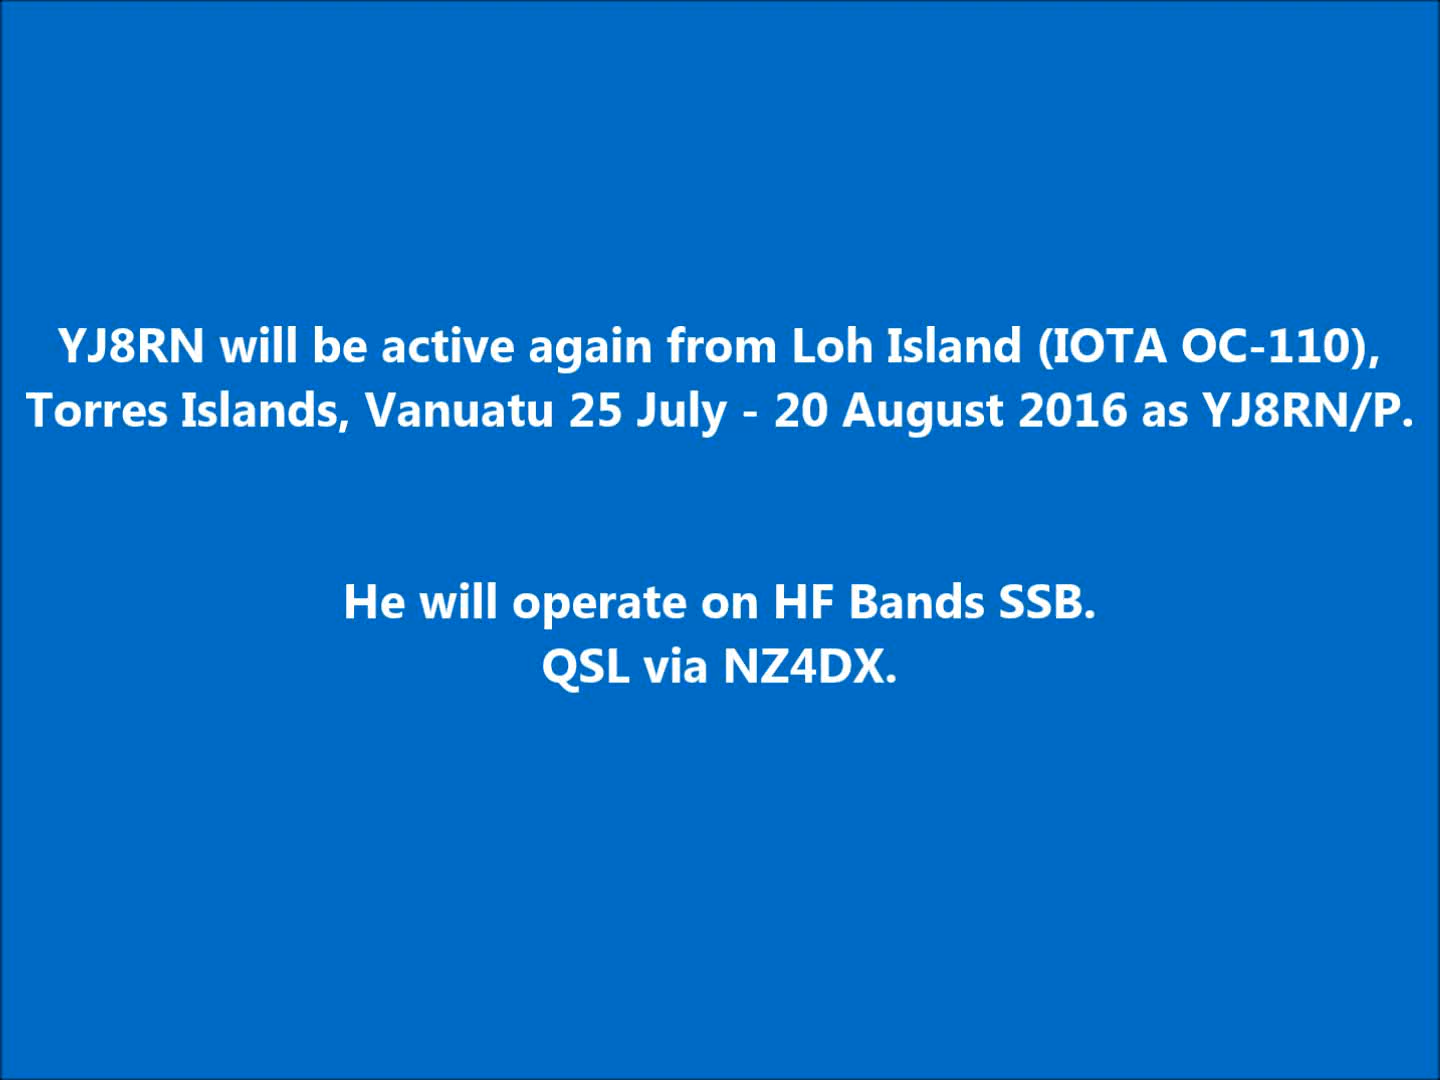 YJ8RN will be active again from Loh Island (IOTA OC-110),
Torres Islands, Vanuatu 25 July - 20 August 2016 as YJ8RN/P.
He will operate on HF Bands SSB.
QSL via NZ4DX.